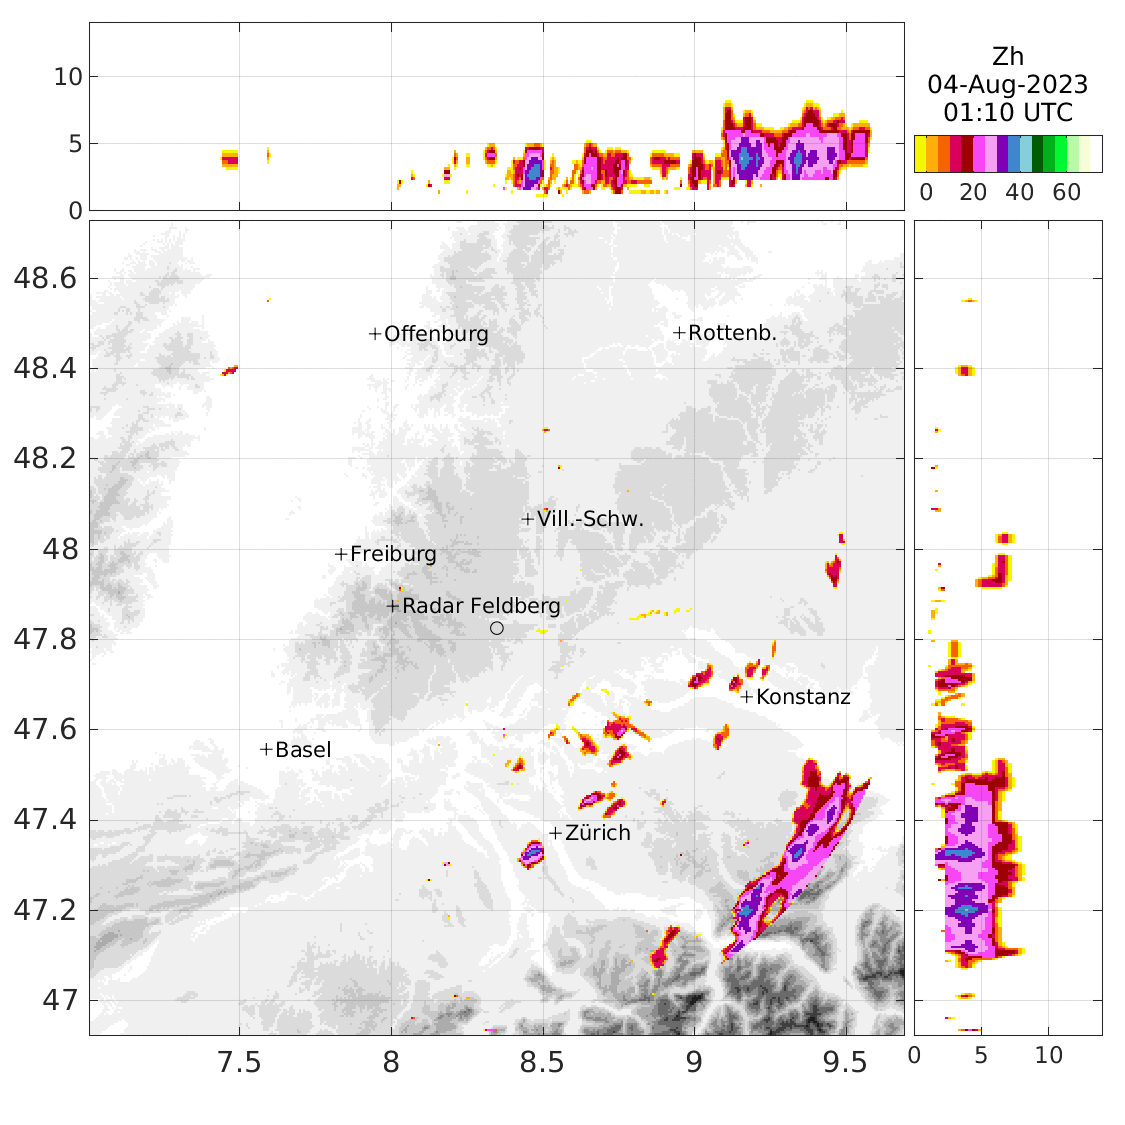 10
5
0
Zh
04-Aug-2023
01:10 UTC
0 20 40 60
48.6
48.4
48.2
48
47.8
47.6
47.4
47.2
47
Offenburg
Rottenb.
Vill.-Schw.
Freiburg
Radar Feldberg
Konstanz
Basel
Zürich
7.5 8 8.5 9 9.5
0 5 10